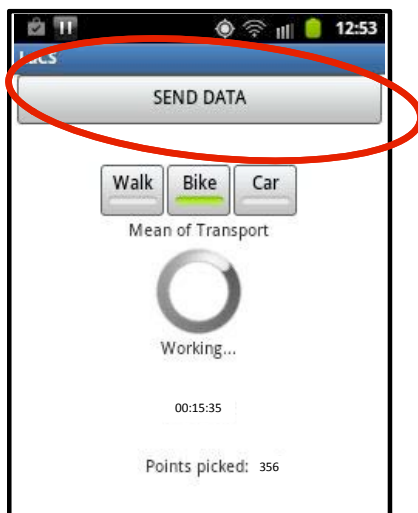 12:53
SEND DATA
Walk Bike Car
Mean of Transport
Working...
00:15:35
Points picked: 356